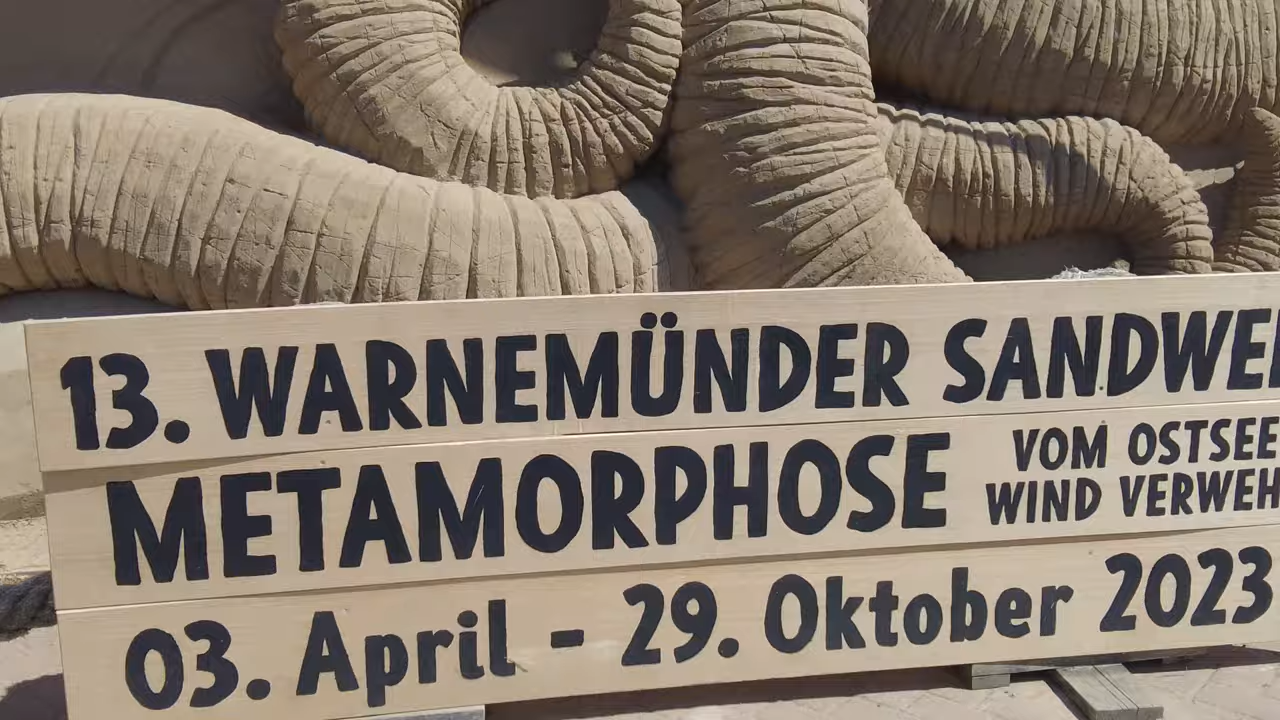 13. WARNEMÜNDER SANDWE
METAMORPHOSE
VOM OSTSEE
WIND VERWEH
03. April - 29. Oktober 2023